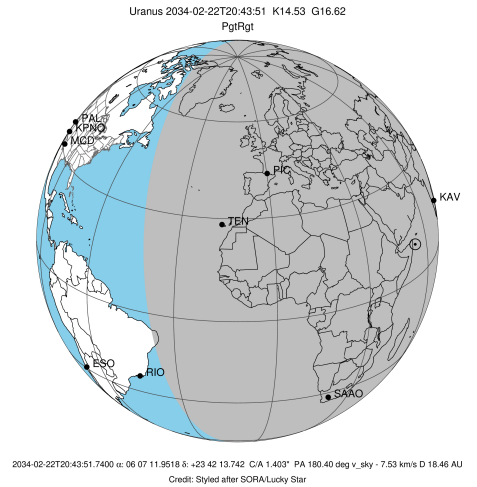 Uranus 2034-02-22T20:43:51 K14.53 G16.62
PgtRgt
PAL
KPNO
MCD
PIC
KAV
TEN
ESO
RIO
SAAO
2034-02-22T20:43:51.7400 α: 06 07 11.9518 δ: +23 42 13.742 C/A 1.403" PA 180.40 deg v_sky - 7.53 km/s D 18.46 AU
Credit: Styled after SORA/Lucky Star